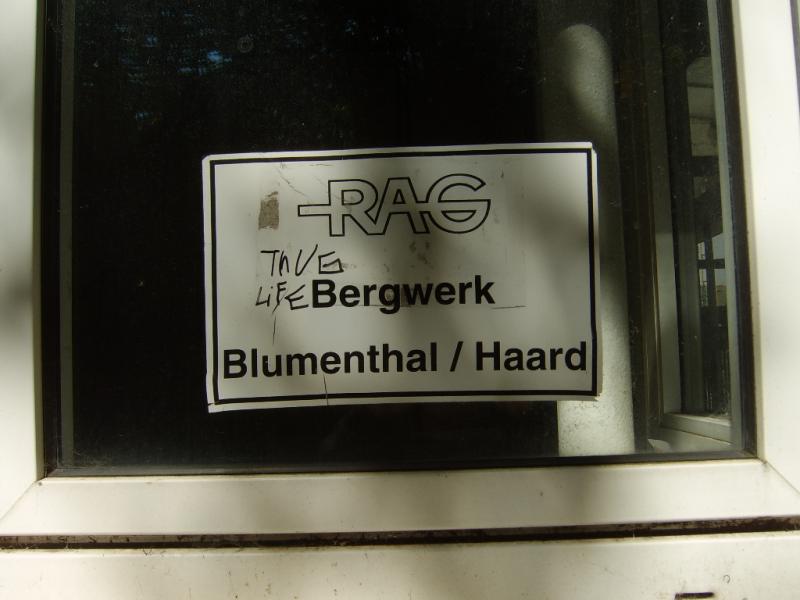 RAG
ThUG
LiFE
Bergwerk
Blumenthal / Haard